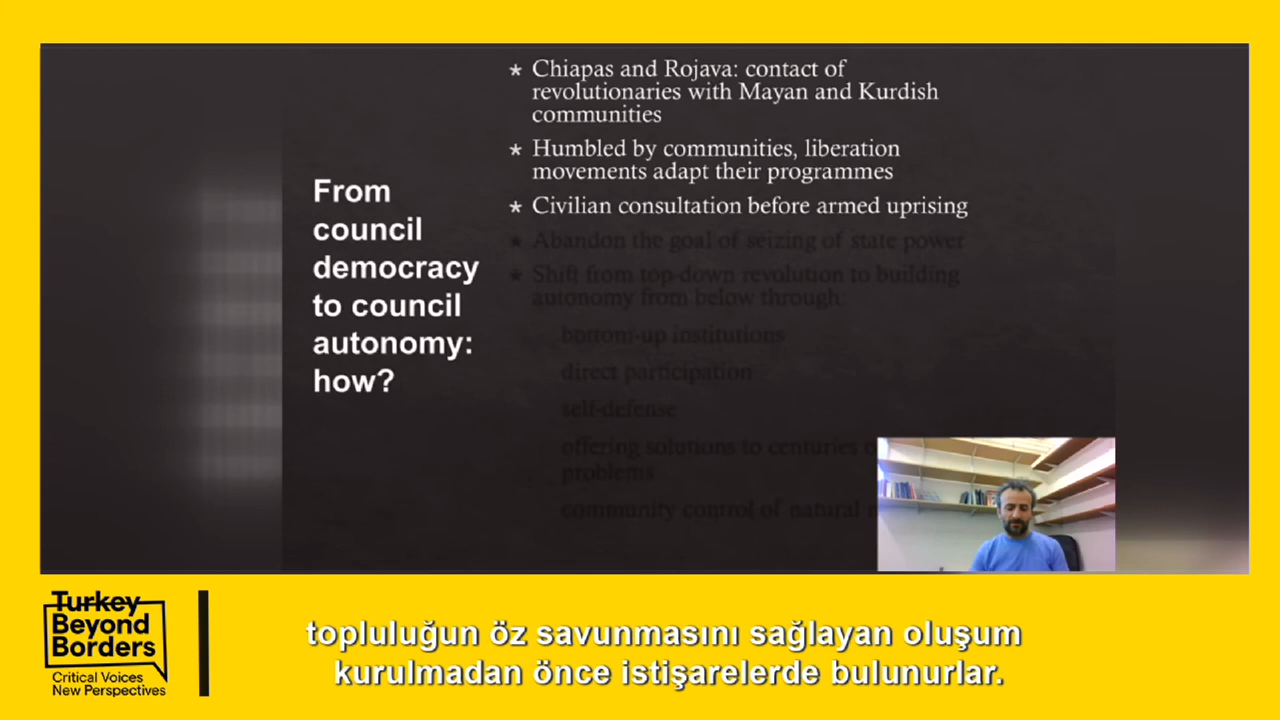 From
council
democracy
to council
autonomy:
how?
* Chiapas and Rojava: contact of
revolutionaries with Mayan and Kurdish
communities
* Humbled by communities, liberation
movements adapt their programmes
* Civilian consultation before armed uprising
* Abandon the goal of seizing of state power
* Shift from top-down revolution to building
autonomy from below through:
bottom-up institutions
direct participation
self-defense
offering solutions to centuries
problems
community control of natural
Turkey
Beyond
Borders
Critical Voices
New Perspectives
topluluğun öz savunmasını sağlayan oluşum
kurulmadan önce istişarelerde bulunurlar.